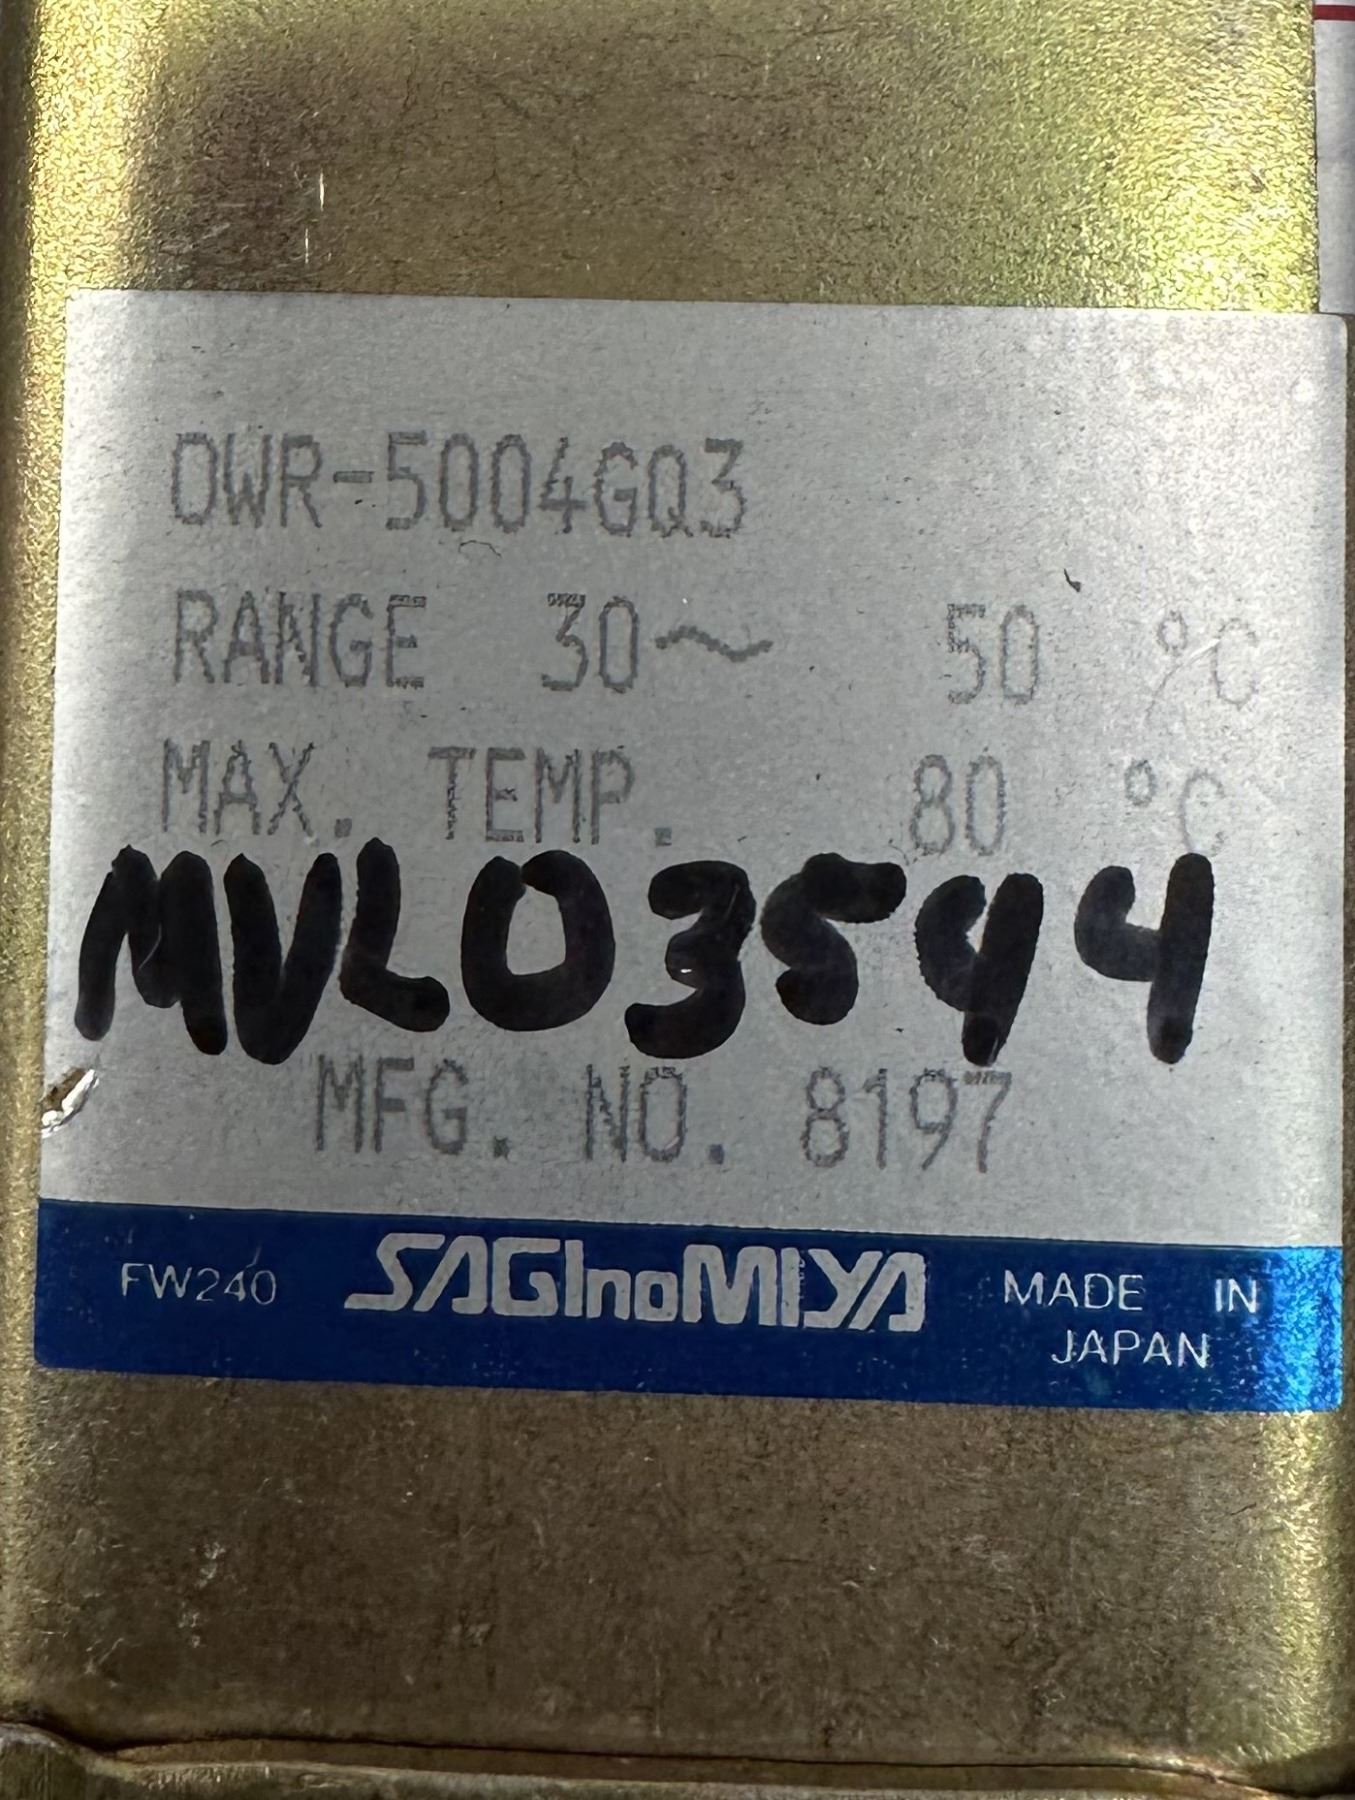 OWR-5004GQ3
RANGE 30～ 50 °C
MAX. TEMP. 80 °C
MVL03544
MFG. NO. 8197
FW240 SAGInoMIYA MADE IN
JAPAN